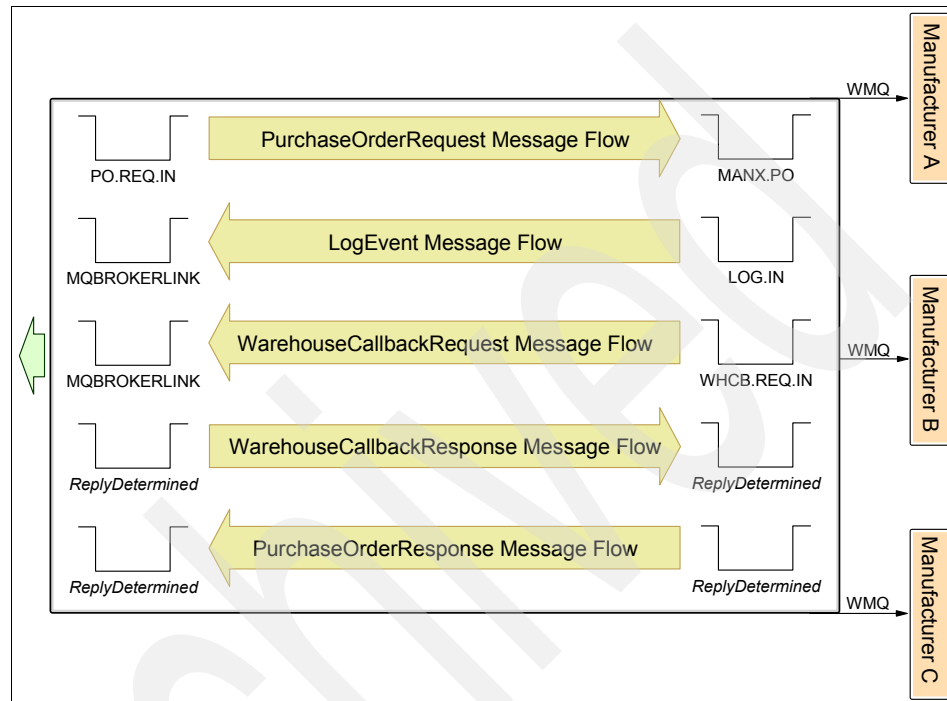 Manufacturer A
WMQ
PurchaseOrderRequest Message Flow
PO.REQ.IN
MANX.PO
LogEvent Message Flow
MQBROKERLINK
LOG.IN
WarehouseCallbackRequest Message Flow
MQBROKERLINK
WHCB.REQ.IN
WMQ
Manufacturer B
WarehouseCallbackResponse Message Flow
ReplyDetermined
ReplyDetermined
PurchaseOrderResponse Message Flow
ReplyDetermined
ReplyDetermined
WMQ
Manufacturer C